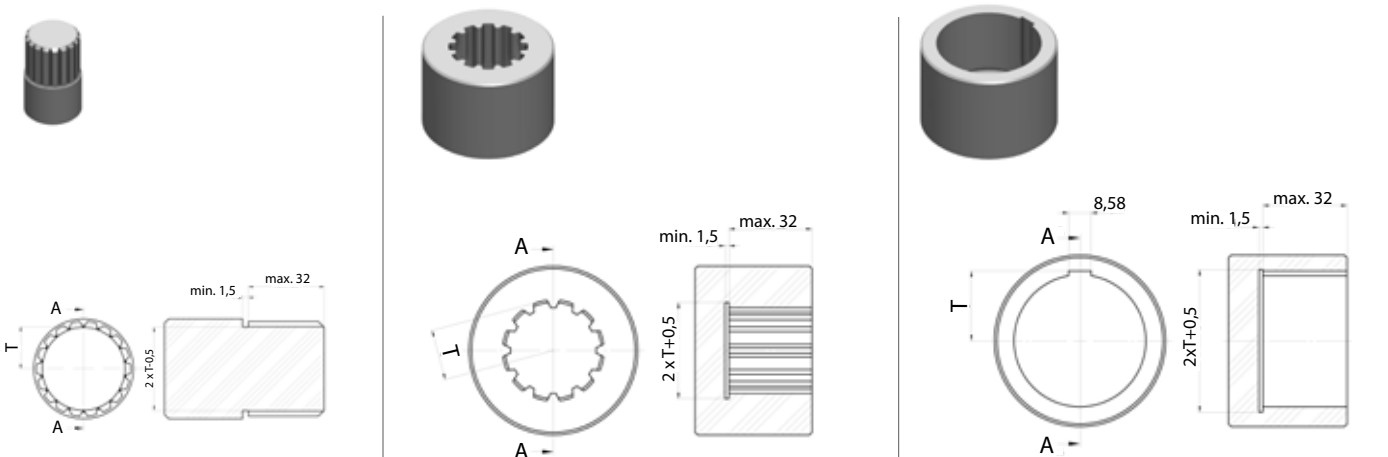 max. 32
min. 1,5
A
T
2 x T-0,5
A
max. 32
min. 1,5
A
T
2 x T+0,5
A
8,58
max. 32
min. 1,5
A
T
2xT+0,5
A